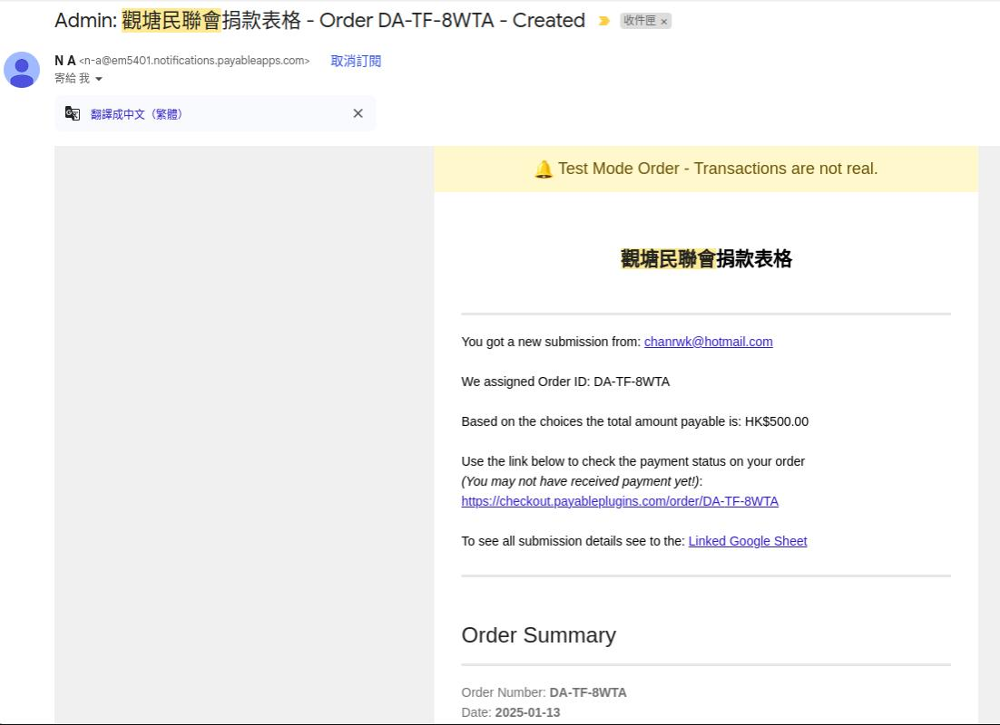 Admin: 觀塘民聯會捐款表格 - Order DA-TF-8WTA - Created 收件匣 ×
N A <n-a@em5401.notifications.payableapps.com> 取消訂閱
寄給 我
翻譯成中文（繁體）
Test Mode Order - Transactions are not real.
觀塘民聯會捐款表格
You got a new submission from: chanrwk@hotmail.com
We assigned Order ID: DA-TF-8WTA
Based on the choices the total amount payable is: HK$500.00
Use the link below to check the payment status on your order
(You may not have received payment yet!):
https://checkout.payableplugins.com/order/DA-TF-8WTA
To see all submission details see to the: Linked Google Sheet
Order Summary
Order Number: DA-TF-8WTA
Date: 2025-01-13